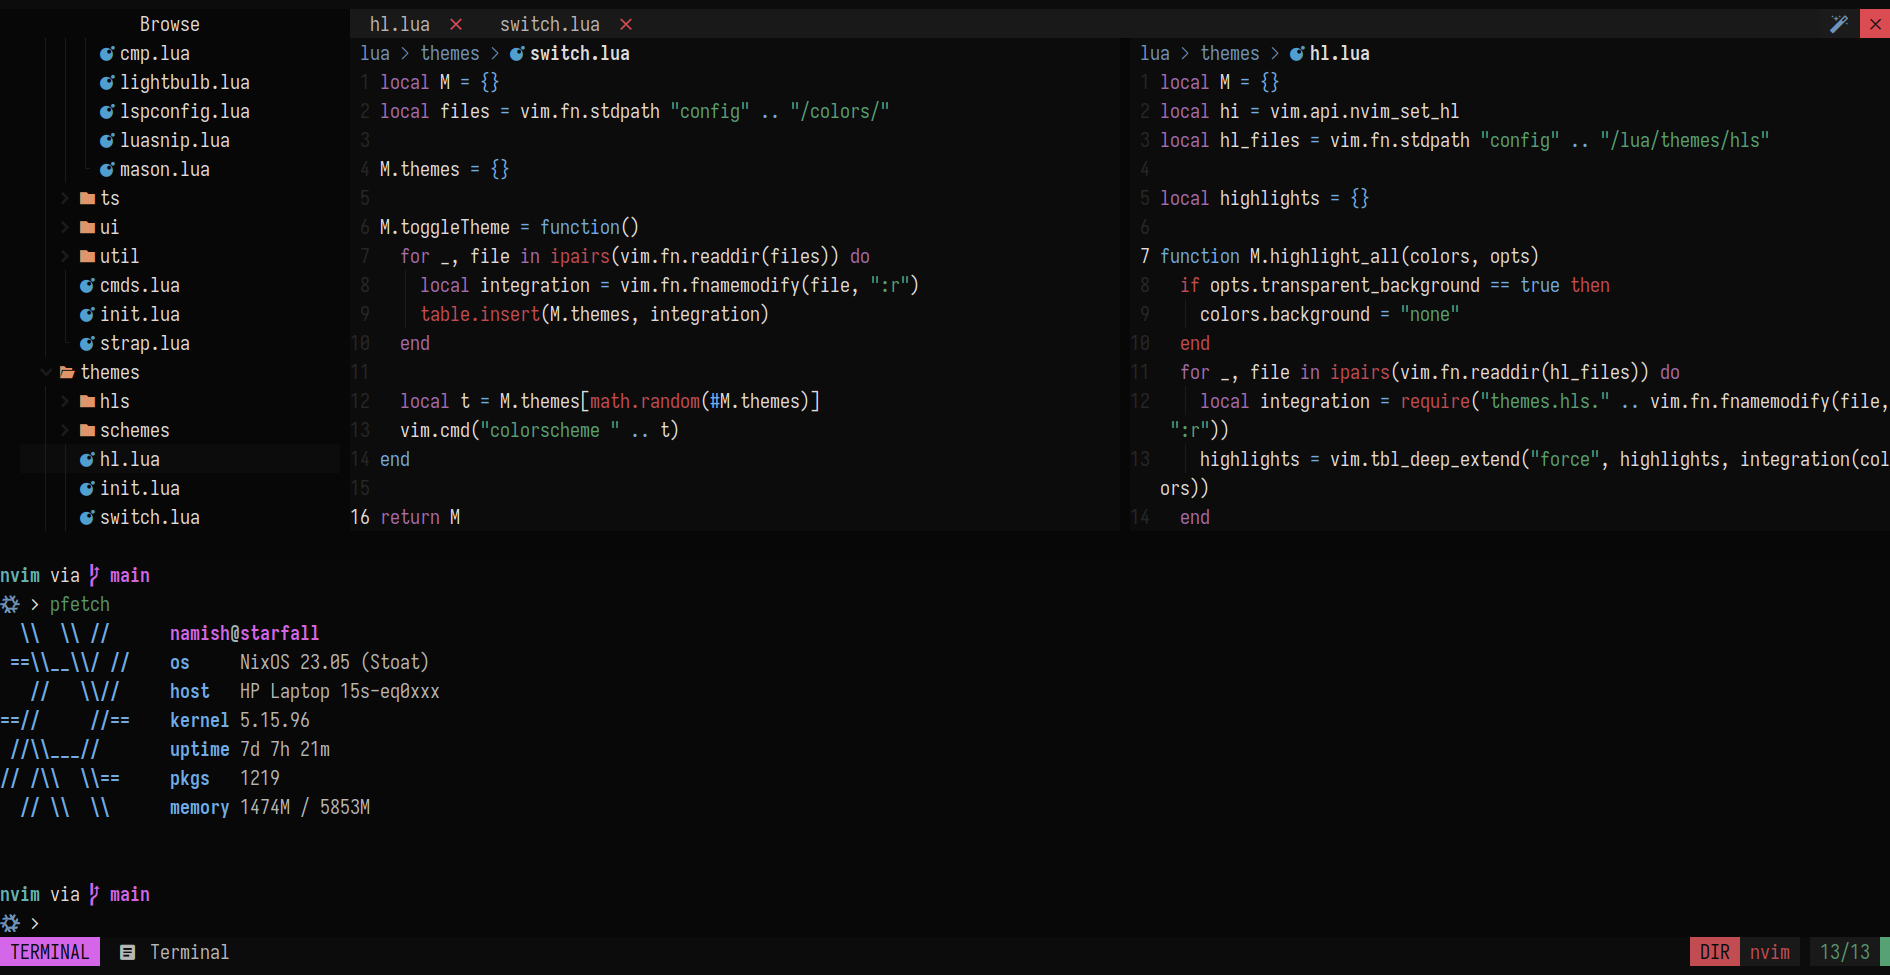 Browse
cmp.lua
lightbulb.lua
lspconfig.lua
luasnip.lua
mason.lua
ts
ui
util
cmds.lua
init.lua
strap.lua
themes
hls
schemes
hl.lua
init.lua
switch.lua
hl.lua × switch.lua ×
lua > themes > switch.lua
1 local M = {}
2 local files = vim.fn.stdpath "config" .. "/colors/"
3
4 M.themes = {}
5
6 M.toggleTheme = function()
7   for _, file in ipairs(vim.fn.readdir(files)) do
8     local integration = vim.fn.fnamemodify(file, ":r")
9     table.insert(M.themes, integration)
10   end
11
12   local t = M.themes[math.random(#M.themes)]
13   vim.cmd("colorscheme " .. t)
14 end
15
16 return M
lua > themes > hl.lua
1 local M = {}
2 local hi = vim.api.nvim_set_hl
3 local hl_files = vim.fn.stdpath "config" .. "/lua/themes/hls"
4
5 local highlights = {}
6
7 function M.highlight_all(colors, opts)
8   if opts.transparent_background == true then
9     colors.background = "none"
10   end
11   for _, file in ipairs(vim.fn.readdir(hl_files)) do
12     local integration = require("themes.hls." .. vim.fn.fnamemodify(file,
":r"))
13     highlights = vim.tbl_deep_extend("force", highlights, integration(col
ors))
14   end
nvim via main
> pfetch
  \\  \\ //
 ==\\__\\/ //
   //   \\//
==//     //==
 //\\___//
// /\\  \\==
  // \\  \\
namish@starfall
os     NixOS 23.05 (Stoat)
host   HP Laptop 15s-eq0xxx
kernel 5.15.96
uptime 7d 7h 21m
pkgs   1219
memory 1474M / 5853M
nvim via main
>
TERMINAL Terminal
DIR nvim 13/13